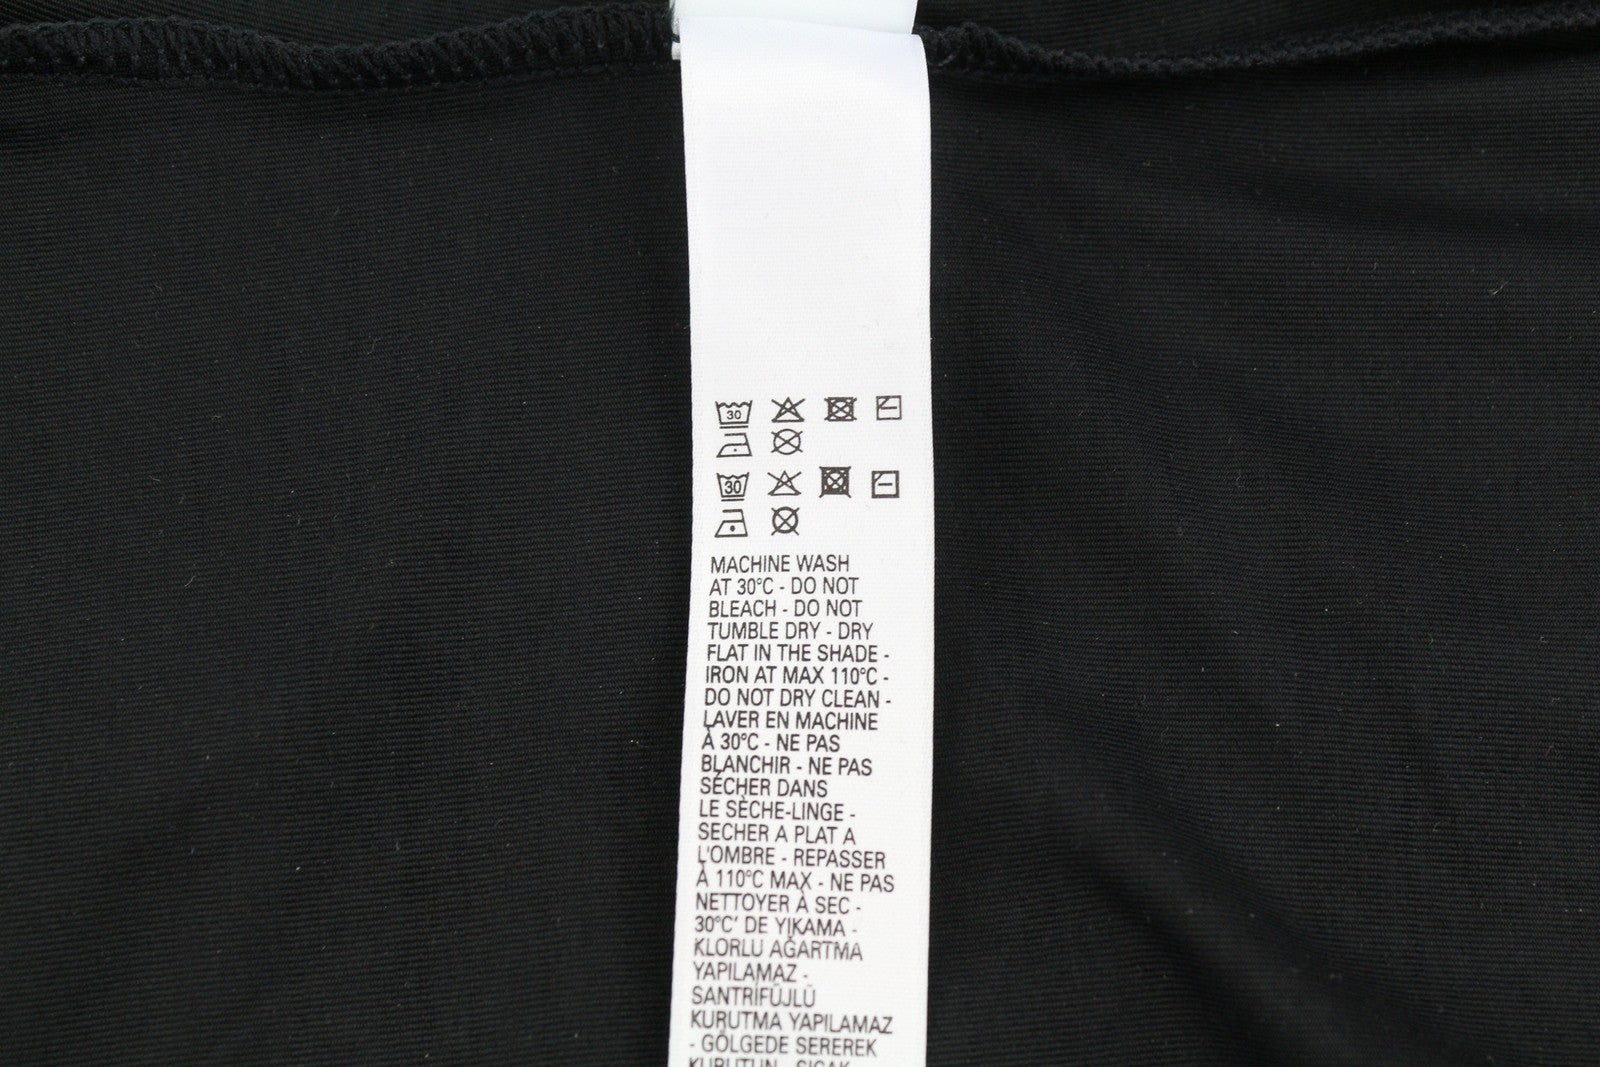 30
30
MACHINE WASH
AT 30°C - DO NOT
BLEACH - DO NOT
TUMBLE DRY - DRY
FLAT IN THE SHADE -
IRON AT MAX 110°C -
DO NOT DRY CLEAN -
LAVER EN MACHINE
À 30°C - NE PAS
BLANCHIR - NE PAS
SÉCHER DANS
LE SÈCHE-LINGE -
SECHER A PLAT A
L'OMBRE - REPASSER
À 110°C MAX - NE PAS
NETTOYER À SEC -
30°C' DE YIKAMA -
KLORLU AĞARTMA
YAPILAMAZ -
SANTRİFÜJLÜ
KURUTMA YAPILAMAZ
- GÖLGEDE SEREREK
KURUTUN - SICAK